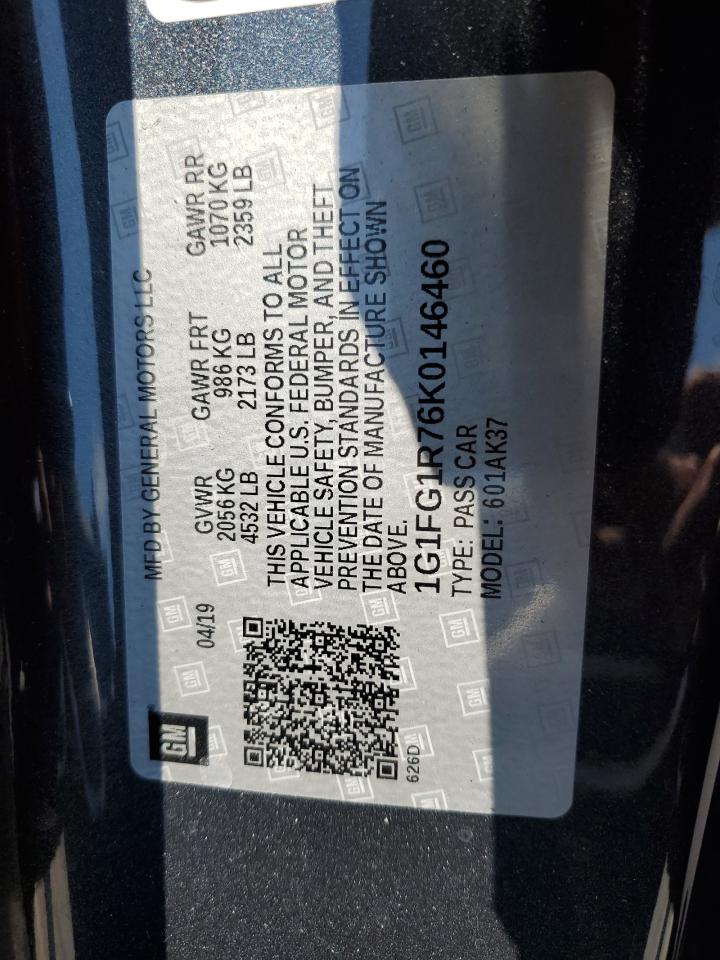 MFD BY GENERAL MOTORS LLC
GM
04/19
GVWR GAWR FRT GAWR RR
2056 KG 986 KG 1070 KG
4532 LB 2173 LB 2359 LB
THIS VEHICLE CONFORMS TO ALL
APPLICABLE U.S. FEDERAL MOTOR
VEHICLE SAFETY, BUMPER, AND THEFT
PREVENTION STANDARDS IN EFFECT ON
THE DATE OF MANUFACTURE SHOWN
ABOVE.
626D
1G1FG1R76K0146460
TYPE: PASS CAR
MODEL: 601AK37